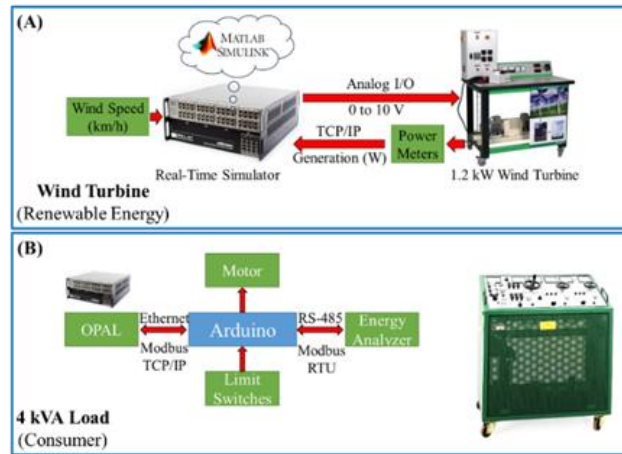 (A)
MATLAB
SIMULINK
Wind Speed
(km/h)
Analog I/O
0 to 10 V
TCP/IP
Generation (W)
Power
Meters
Real-Time Simulator
1.2 kW Wind Turbine
Wind Turbine
(Renewable Energy)
(B)
Motor
OPAL
Ethernet
Modbus
TCP/IP
Arduino
RS-485
Modbus
RTU
Energy
Analyzer
Limit
Switches
4 kVA Load
(Consumer)